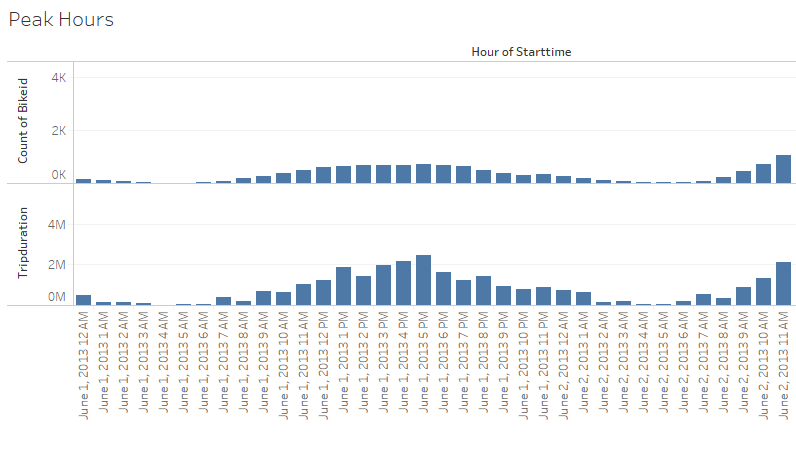 Peak Hours
Hour of Starttime
Count of Bikeid
4K
2K
0K
Tripduration
4M
2M
0M
June 1, 2013 12 AM
June 1, 2013 1 AM
June 1, 2013 2 AM
June 1, 2013 3 AM
June 1, 2013 4 AM
June 1, 2013 5 AM
June 1, 2013 6 AM
June 1, 2013 7 AM
June 1, 2013 8 AM
June 1, 2013 9 AM
June 1, 2013 10 AM
June 1, 2013 11 AM
June 1, 2013 12 PM
June 1, 2013 1 PM
June 1, 2013 2 PM
June 1, 2013 3 PM
June 1, 2013 4 PM
June 1, 2013 5 PM
June 1, 2013 6 PM
June 1, 2013 7 PM
June 1, 2013 8 PM
June 1, 2013 9 PM
June 1, 2013 10 PM
June 1, 2013 11 PM
June 2, 2013 12 AM
June 2, 2013 1 AM
June 2, 2013 2 AM
June 2, 2013 3 AM
June 2, 2013 4 AM
June 2, 2013 5 AM
June 2, 2013 6 AM
June 2, 2013 7 AM
June 2, 2013 8 AM
June 2, 2013 9 AM
June 2, 2013 10 AM
June 2, 2013 11 AM